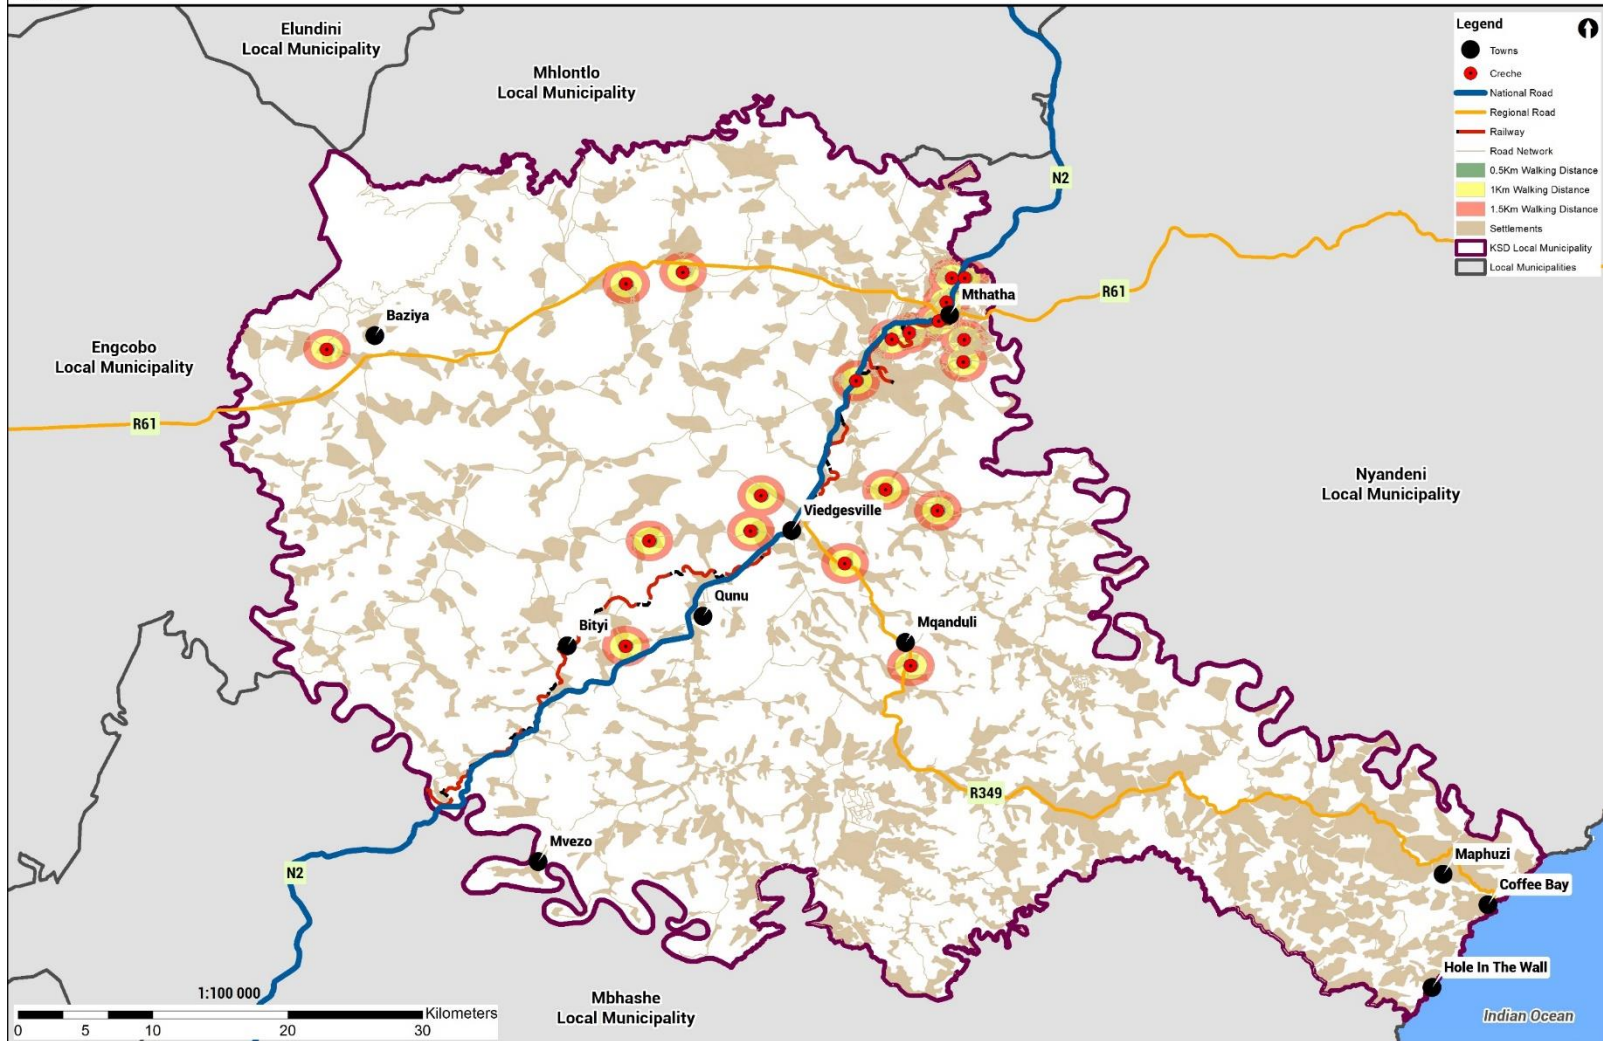 Elundini
Local Municipality
Mhlontlo
Local Municipality
Legend
Towns
Creche
National Road
Regional Road
Railway
Road Network
0.5Km Walking Distance
1Km Walking Distance
1.5Km Walking Distance
Settlements
KSD Local Municipality
Local Municipalities
N2
R61
Mthatha
Baziya
Engcobo
Local Municipality
R61
Nyandeni
Local Municipality
Viedgesville
Qunu
Bityi
Mqanduli
R349
Mvezo
Maphuzi
N2
Coffee Bay
Hole In The Wall
1:100 000
Kilometers
0 5 10 20 30
Mbhashe
Local Municipality
Indian Ocean